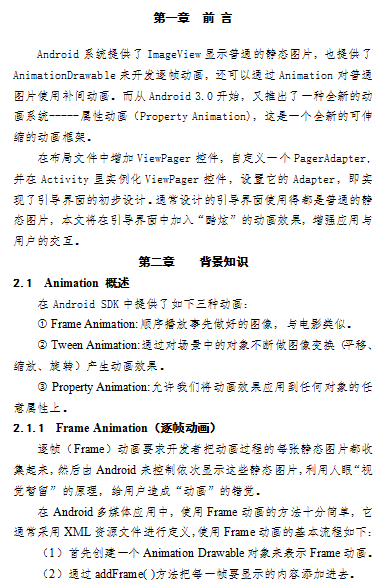 第一章 前 言
Android 系统提供了 ImageView 显示普通的静态图片，也提供了
AnimationDrawable 来开发逐帧动画，还可以通过 Animation 对普通
图片使用补间动画。而从 Android 3.0 开始，又推出了一种全新的动
画系统-----属性动画（Property Animation），这是一个全新的可伸
缩的动画框架。
在布局文件中增加 ViewPager 控件，自定义一个 PagerAdapter，
并在 Activity 里实例化 ViewPager 控件，设置它的 Adapter，即实
现了引导界面的初步设计。通常设计的引导界面使用得都是普通的静
态图片，本文将在引导界面中加入“酷炫”的动画效果，增强应用与
用户的交互。
第二章 背景知识
2.1 Animation 概述
在 Android SDK 中提供了如下三种动画：
① Frame Animation: 顺序播放事先做好的图像，与电影类似。
② Tween Animation: 通过对场景中的对象不断做图像变换（平移、
缩放、旋转）产生动画效果。
③ Property Animation: 允许我们将动画效果应用到任何对象的任
意属性上。
2.1.1 Frame Animation（逐帧动画）
逐帧（Frame）动画要求开发者把动画过程的每张静态图片都收
集起来，然后由 Android 来控制依次显示这些静态图片，利用人眼“视
觉暂留”的原理，给用户造成“动画”的错觉。
在 Android 多媒体应用中，使用 Frame 动画的方法十分简单，它
通常采用 XML 资源文件进行定义，使用 Frame 动画的基本流程如下：
（1）首先创建一个 Animation Drawable 对象来表示 Frame 动画。
（2）通过 addFrame( )方法把每一帧要显示的内容添加进去。